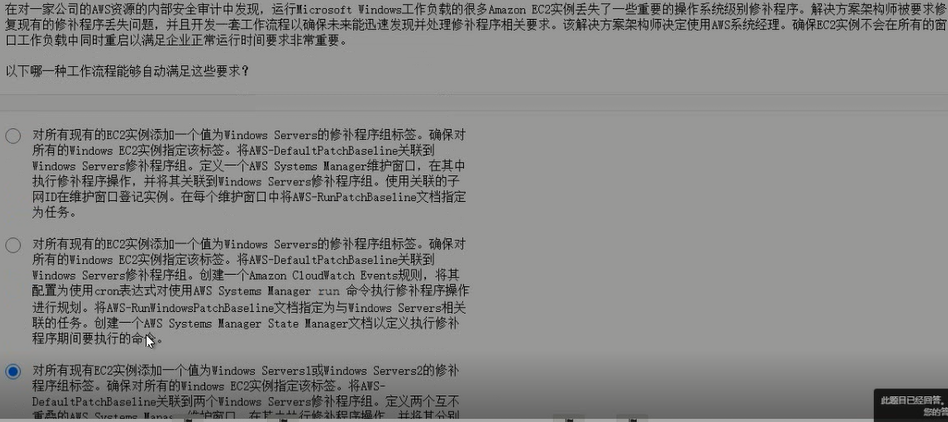 在对一家公司的AWS资源的内部安全审计中发现，运行Microsoft Windows工作负载的很多Amazon EC2实例丢失了一些重要的操作系统级别修补程序。解决方案架构师被要求修
复现有的修补程序丢失问题，并且开发一套工作流程以确保未来能迅速发现并处理修补程序相关要求。该解决方案架构师决定使用AWS系统经理。确保EC2实例不会在所有的窗
口工作负载中同时重启以满足企业正常运行时间要求非常重要。
以下哪一种工作流程能够自动满足这些要求？
对所有现有的EC2实例添加一个值为Windows Servers的修补程序组标签。确保对
所有的Windows EC2实例指定该标签。将AWS-DefaultPatchBaseline关联到
Windows Servers修补程序组。定义一个AWS Systems Manager维护窗口，在其中
执行修补程序操作，并将其关联到Windows Servers修补程序组。使用关联的子
网ID在维护窗口登记实例。在每个维护窗口中将AWS-RunPatchBaseline文档指定
为任务。
对所有现有的EC2实例添加一个值为Windows Servers的修补程序组标签。确保对
所有的Windows EC2实例指定该标签。将AWS-DefaultPatchBaseline关联到
Windows Servers修补程序组。创建一个Amazon CloudWatch Events规则，将其
配置为使用cron表达式对使用AWS Systems Manager run 命令执行修补程序操作
进行规划。将AWS-RunWindowsPatchBaseline文档指定为与Windows Servers相关
联的任务。创建一个AWS Systems Manager State Manager文档以定义执行修补
程序期间要执行的命令。
对所有现有EC2实例添加一个值为Windows Servers1或Windows Servers2的修补
程序组标签。确保对所有的Windows EC2实例指定该标签。将AWS-
DefaultPatchBaseline关联到两个Windows Servers修补程序组。定义两个互不
重叠的AWS Systems 维护窗口，在其中执行修补程序操作，并将其分别
此题目已经回答。
您的答